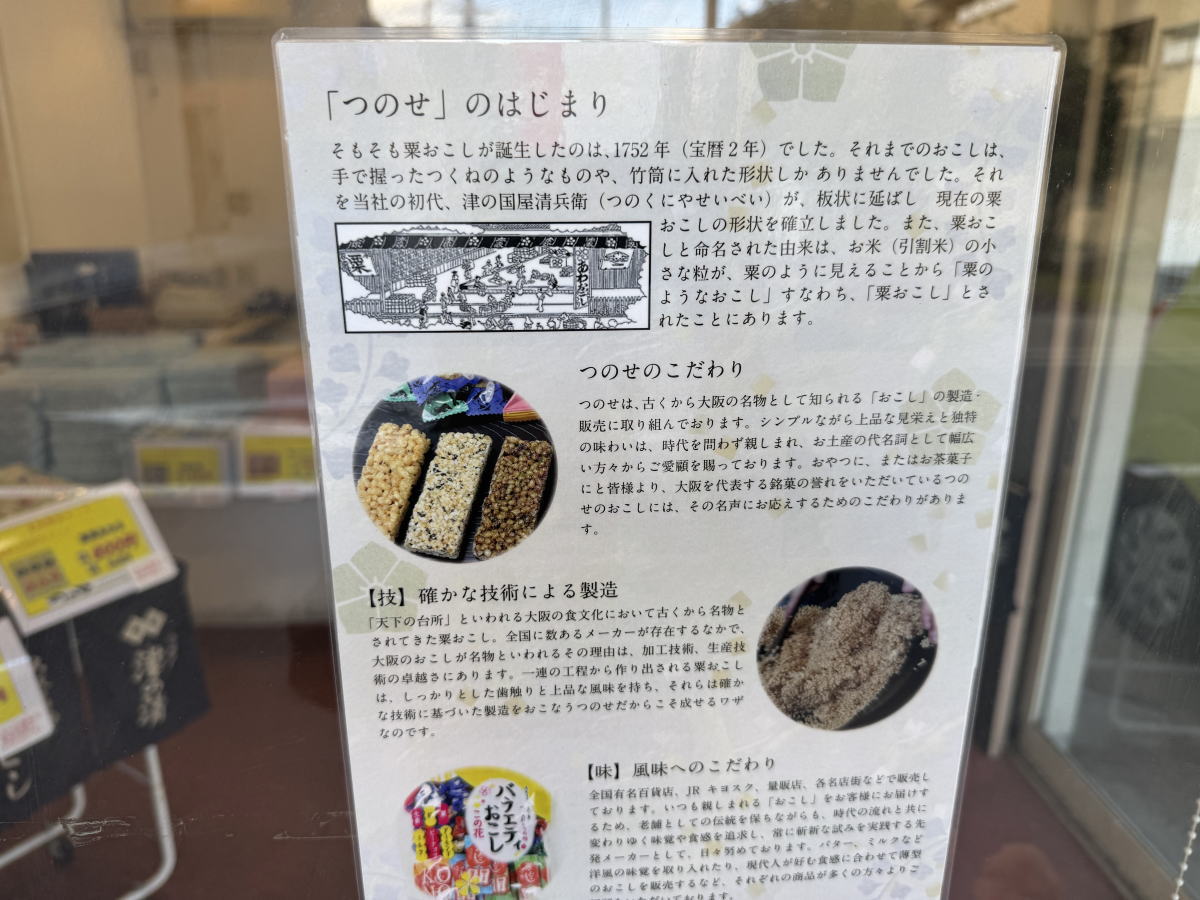 「つのせ」のはじまり
そもそも粟おこしが誕生したのは、1752年（宝暦2年）でした。それまでのおこしは、
手で握ったつくねのようなものや、竹筒に入れた形状しか ありませんでした。それ
を当社の初代、津の国屋清兵衛（つのくにやせいべい）が、板状に延ばし　現在の粟
おこしの形状を確立しました。また、粟おこ
しと命名された由来は、お米（引割米）の小
さな粒が、粟のように見えることから「粟の
ようなおこし」すなわち、「粟おこし」とさ
れたことにあります。
粟
あわおこし
つのせのこだわり
つのせは、古くから大阪の名物として知られる「おこし」の製造・
販売に取り組んでおります。シンプルながら上品な見栄えと独特
の味わいは、時代を問わず親しまれ、お土産の代名詞として幅広
い方々からご愛顧を賜っております。おやつに、またはお茶菓子
にと皆様より、大阪を代表する銘菓の誉れをいただいているつの
せのおこしには、その名声にお応えするためのこだわりがありま
す。
【技】確かな技術による製造
「天下の台所」といわれる大阪の食文化において古くから名物と
されてきた粟おこし。全国に数あるメーカーが存在するなかで、
大阪のおこしが名物といわれるその理由は、加工技術、生産技
術の卓越さにあります。一連の工程から作り出される粟おこし
は、しっかりとした歯触りと上品な風味を持ち、それらは確か
な技術に基づいた製造をおこなうつのせだからこそ成せるワザ
なのです。
【味】風味へのこだわり
全国有名百貨店、JR キヨスク、量販店、各名店街などで販売し
ております。いつも親しまれる「おこし」をお客様にお届けす
るため、老舗としての伝統を保ちながらも、時代の流れと共に
変わりゆく味覚や食感を追求し、常に斬新な試みを実践する先
発メーカーとして、日々努めております。バター、ミルクなど
洋風の味覚を取り入れたり、現代人が好む食感に合わせて薄型
のおこしを販売するなど、それぞれの商品が多くの方々よりご
バラエティ
おこし
この花